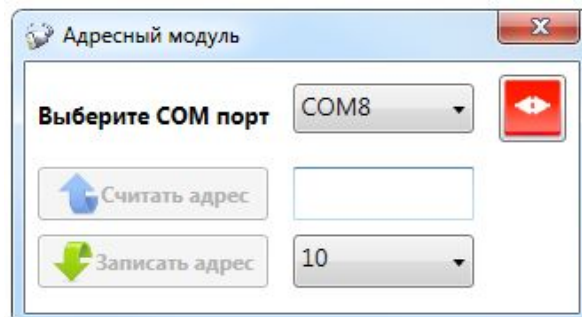 Адресный модуль
Выберите COM порт COM8
Считать адрес
Записать адрес 10